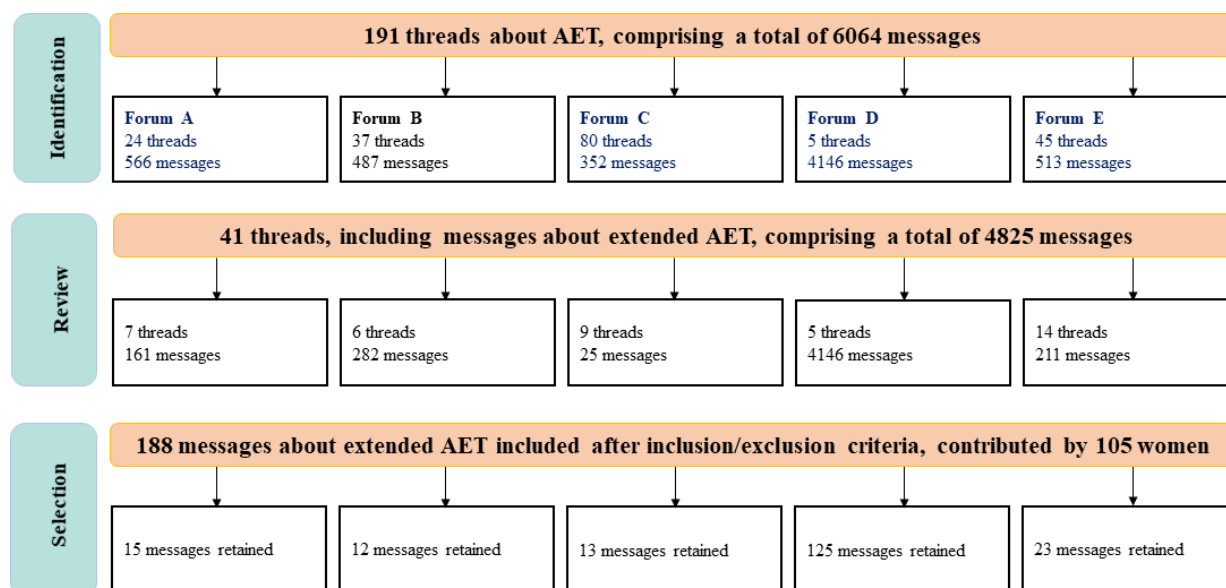 Identification
191 threads about AET, comprising a total of 6064 messages
Forum A
24 threads
566 messages
Forum B
37 threads
487 messages
Forum C
80 threads
352 messages
Forum D
5 threads
4146 messages
Forum E
45 threads
513 messages
Review
41 threads, including messages about extended AET, comprising a total of 4825 messages
7 threads
161 messages
6 threads
282 messages
9 threads
25 messages
5 threads
4146 messages
14 threads
211 messages
Selection
188 messages about extended AET included after inclusion/exclusion criteria, contributed by 105 women
15 messages retained
12 messages retained
13 messages retained
125 messages retained
23 messages retained